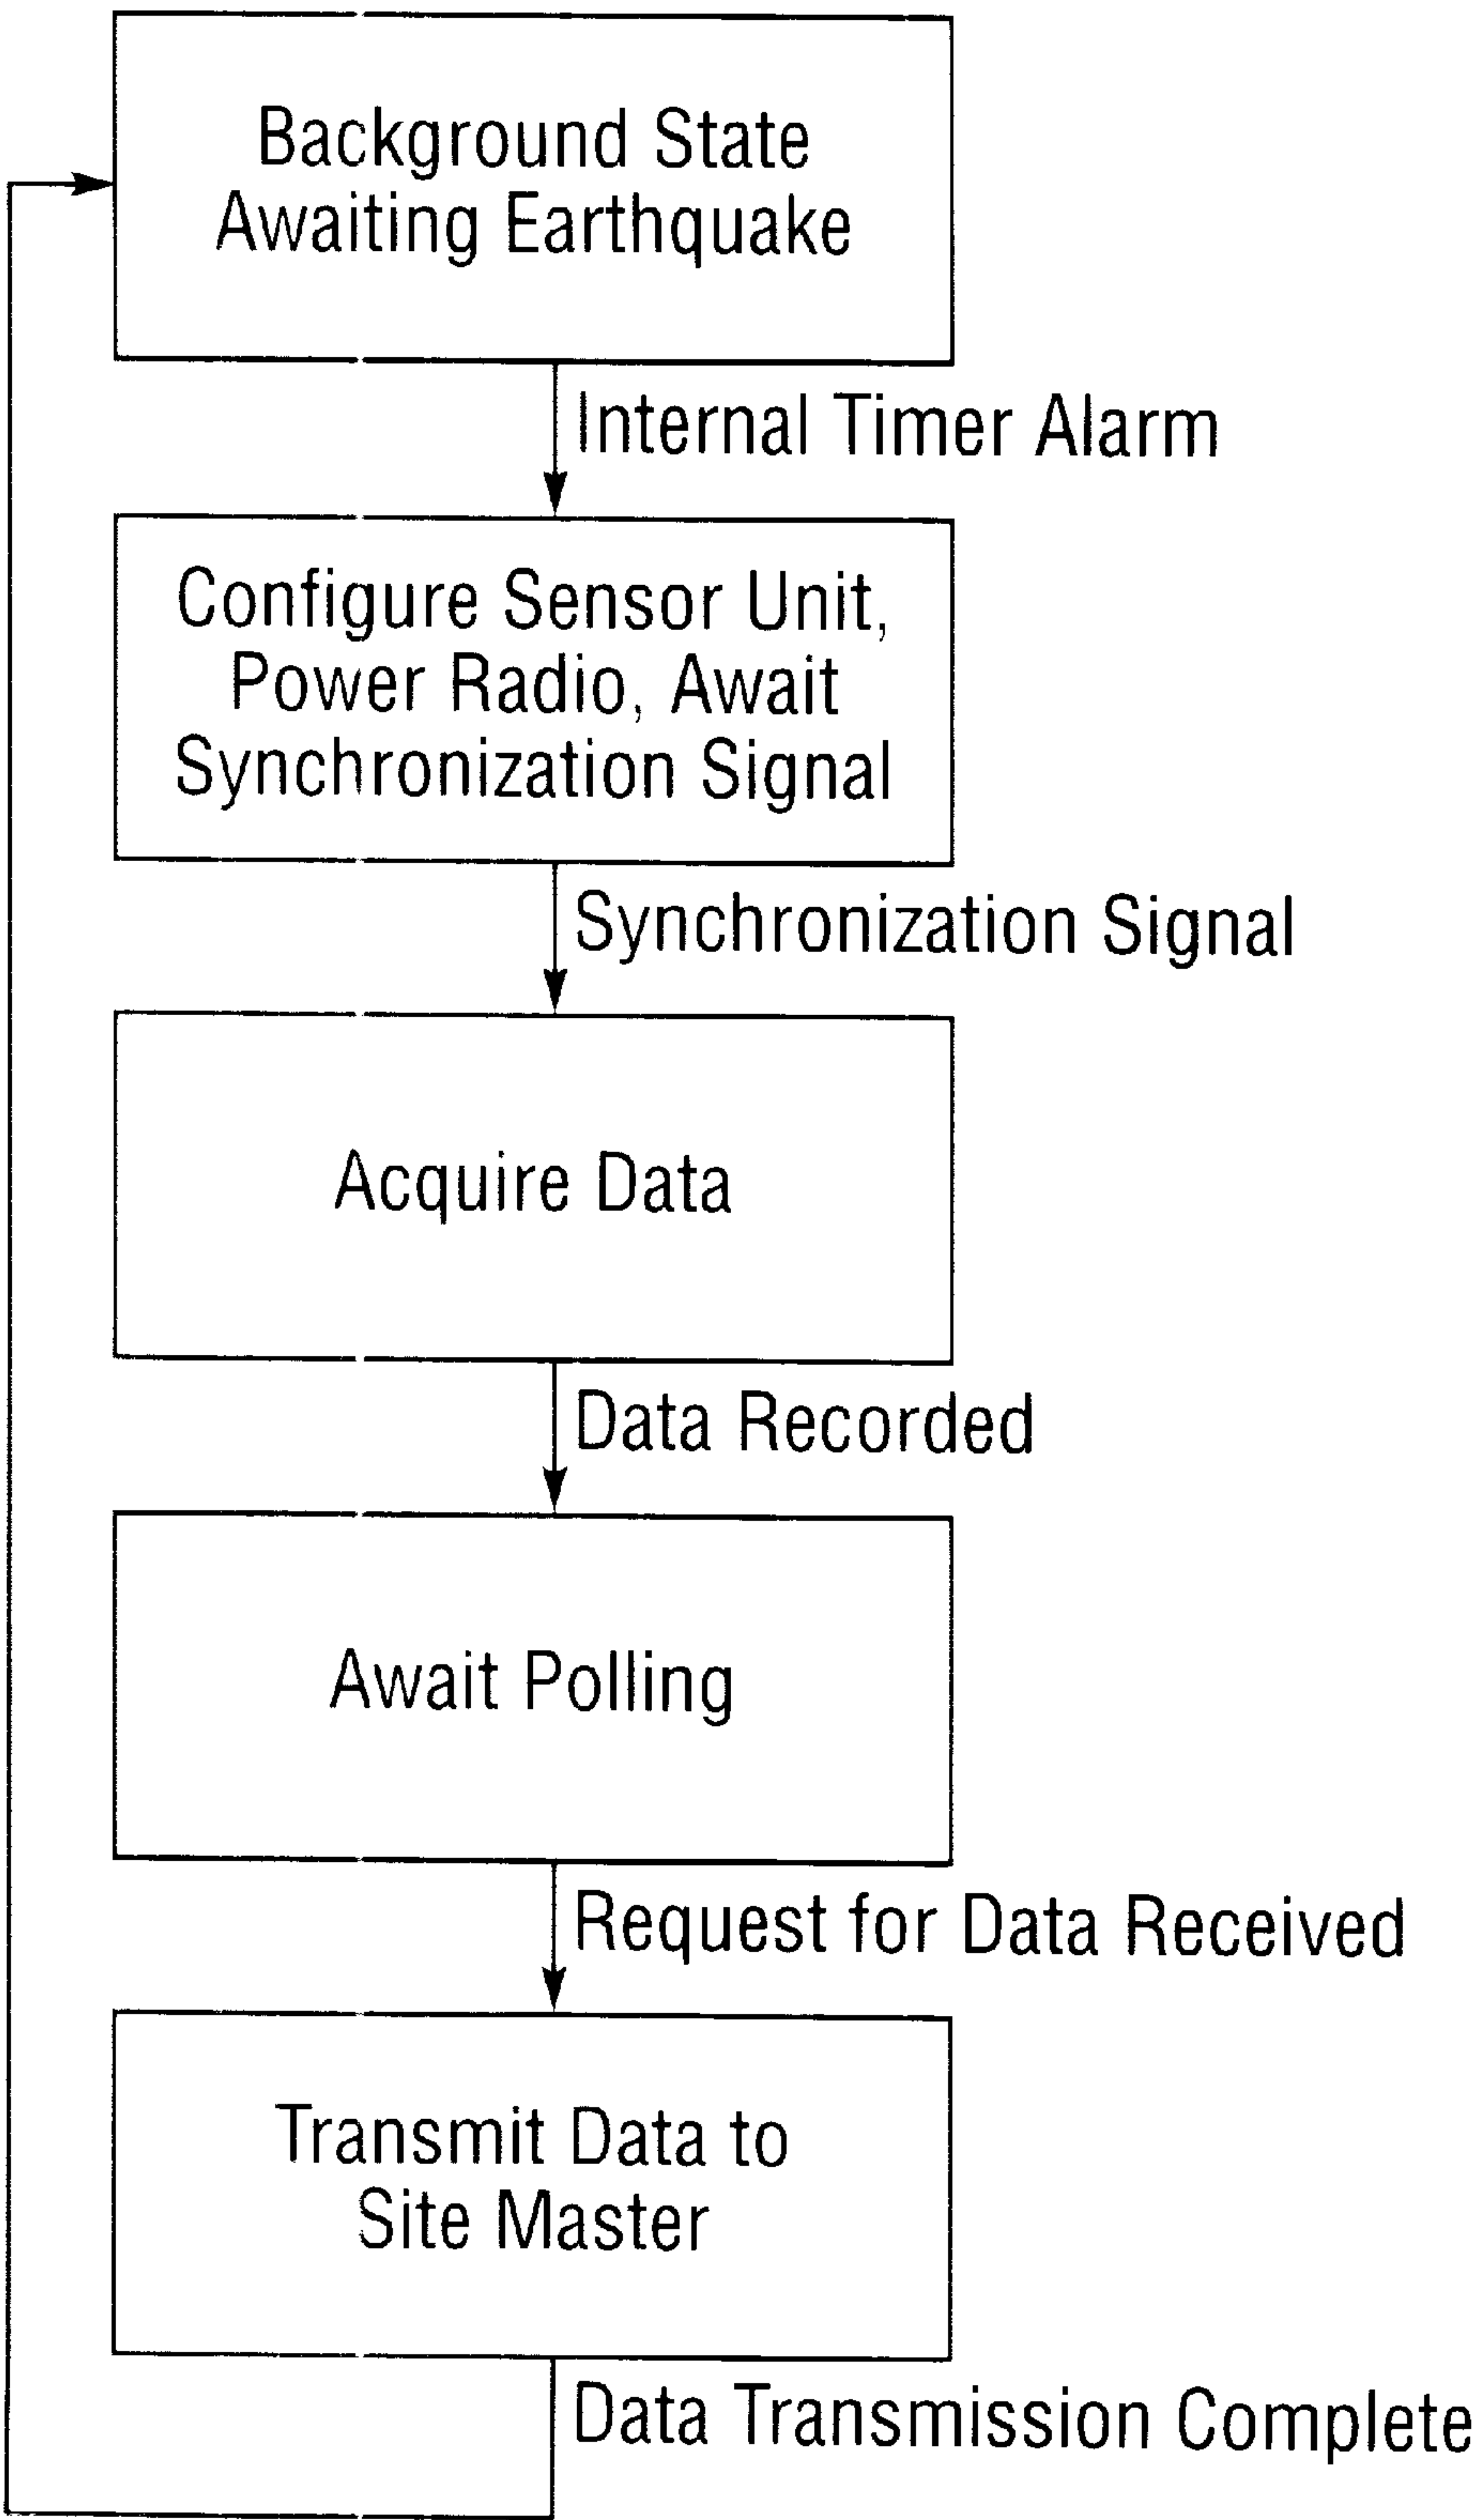 Background State
Awaiting Earthquake
Internal Timer Alarm
Configure Sensor Unit,
Power Radio, Await
Synchronization Signal
Synchronization Signal
Acquire Data
Data Recorded
Await Polling
Request for Data Received
Transmit Data to
Site Master
Data Transmission Complete